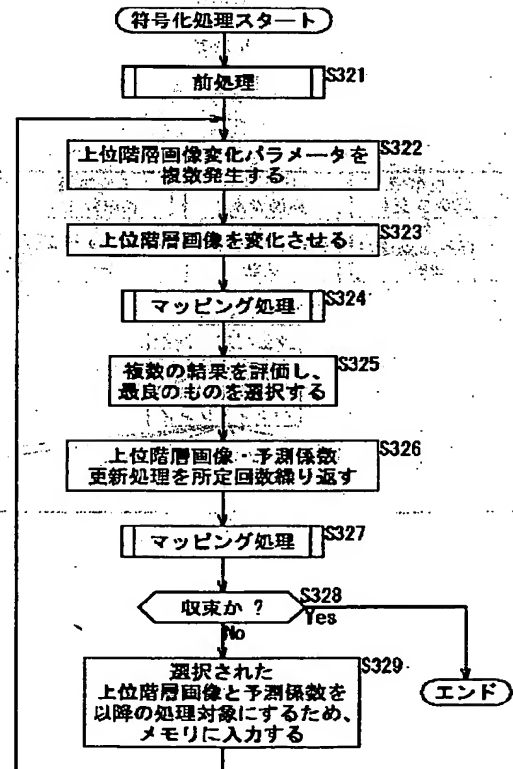 符号化処理スタート
前処理
S321
上位階層画像変化パラメータを
複数発生する
S322
上位階層画像を変化させる
S323
マッピング処理
S324
複数の結果を評価し、
最良のものを選択する
S325
上位階層画像・予測係数
更新処理を所定回数繰り返す
S326
マッピング処理
S327
収束か ?
S328
Yes
No
選択された
上位階層画像と予測係数を
以降の処理対象にするため、
メモリに入力する
S329
エンド